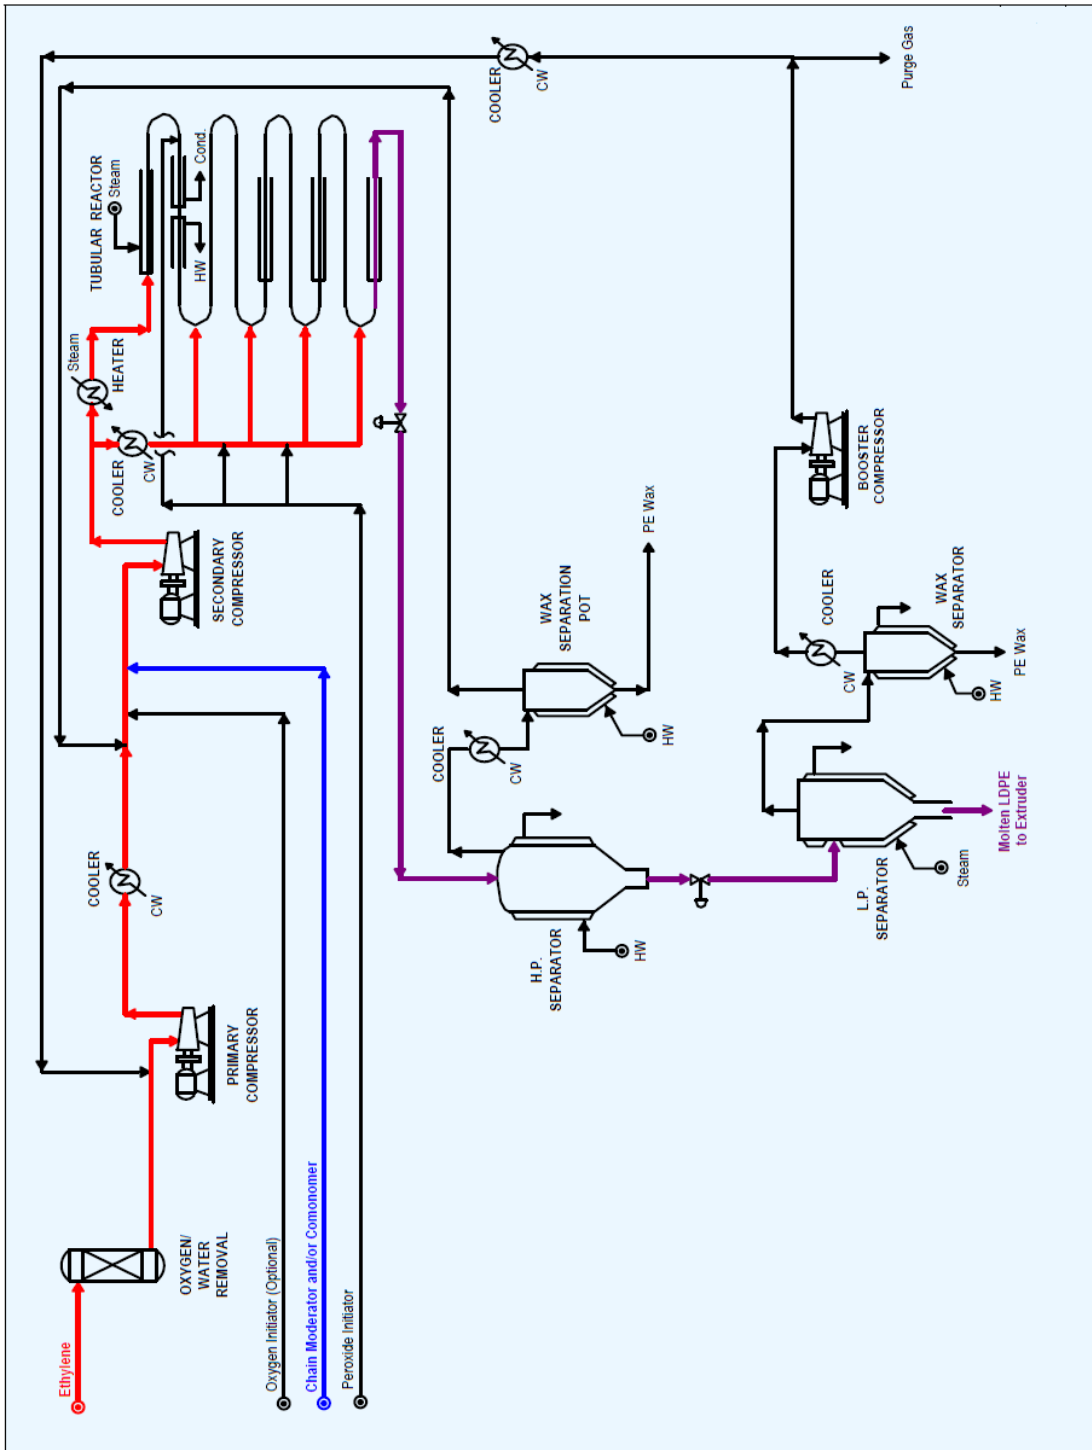 Ethylene
OXYGEN/
WATER
REMOVAL
Oxygen Initiator (Optional)
Chain Moderator and/or Comonomer
Peroxide Initiator
PRIMARY
COMPRESSOR
COOLER
CW
SECONDARY
COMPRESSOR
COOLER
CW
Steam
HEATER
TUBULAR REACTOR
Steam
HW
Cond.
H.P.
SEPARATOR
HW
COOLER
CW
WAX
SEPARATION
POT
HW
PE Wax
L.P.
SEPARATOR
Steam
Molten LDPE
to Extruder
COOLER
CW
WAX
SEPARATOR
HW
PE Wax
BOOSTER
COMPRESSOR
COOLER
CW
Purge Gas